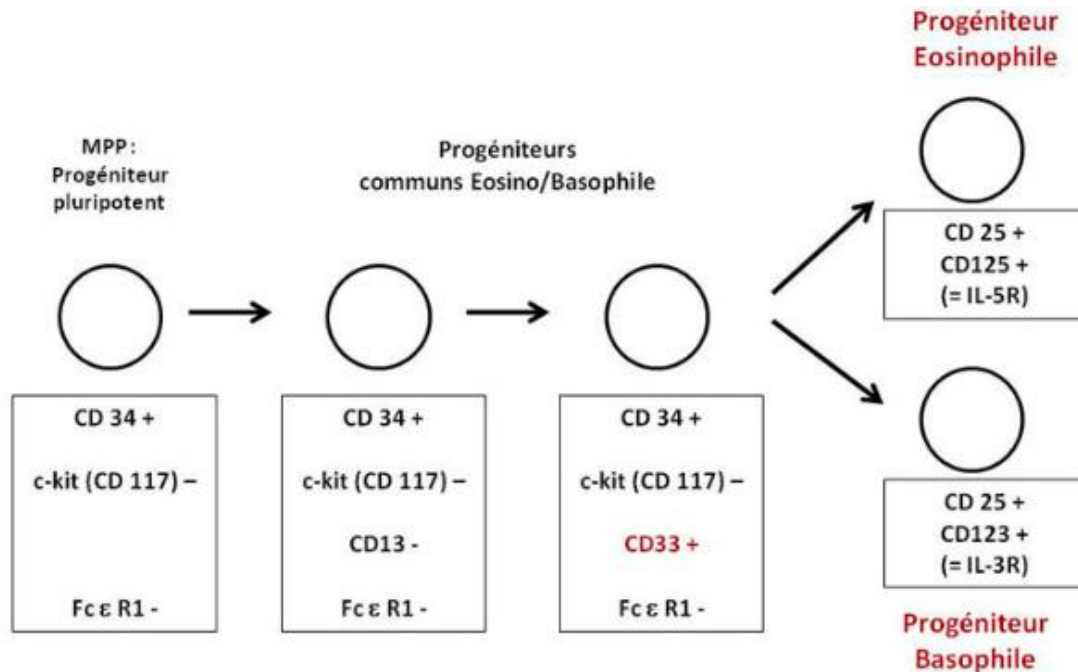 Progéniteur
Eosinophile
MPP :
Progéniteur
pluripotent
Progéniteurs
communs Eosino/Basophile
CD 25 +
CD125 +
(= IL-5R)
CD 34 +
c-kit (CD 117) –
Fc ε R1 -
CD 34 +
c-kit (CD 117) –
CD13 -
Fc ε R1 -
CD 34 +
c-kit (CD 117) –
CD33 +
Fc ε R1 -
CD 25 +
CD123 +
(= IL-3R)
Progéniteur
Basophile